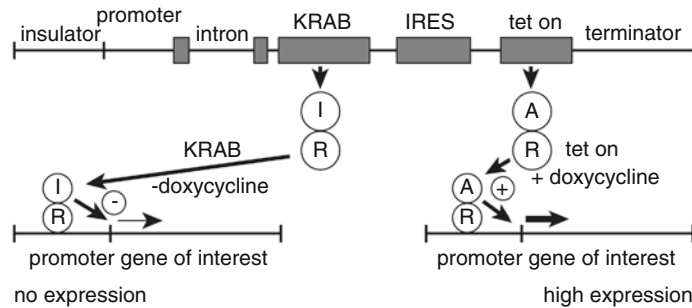 promoter KRAB IRES tet on
insulator intron terminator
I A
R R
KRAB tet on
-doxycycline + doxycycline
I - A +
R R
promoter gene of interest promoter gene of interest
no expression high expression